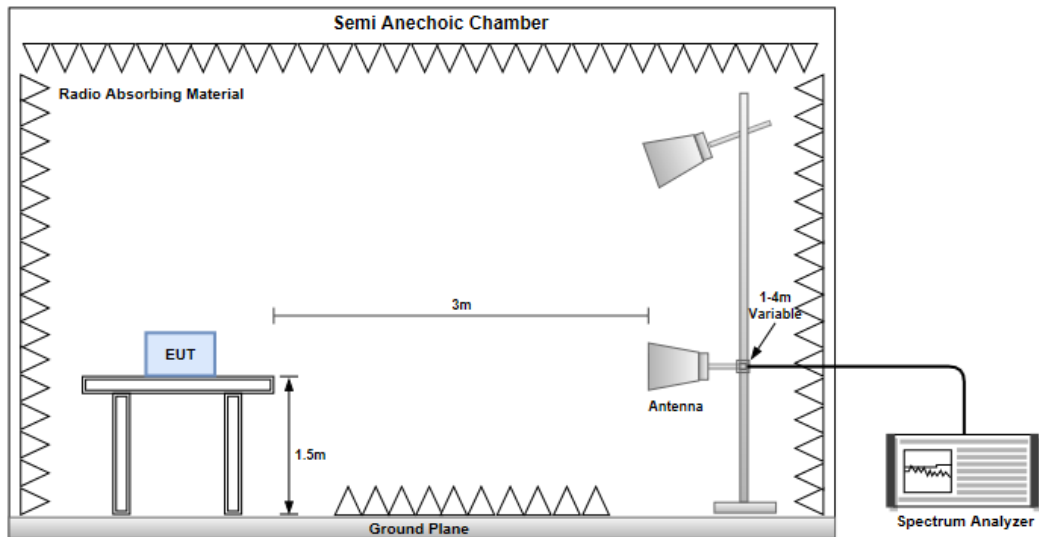 Semi Anechoic Chamber
Radio Absorbing Material
3m
1-4m
Variable
EUT
Antenna
1.5m
Ground Plane
Spectrum Analyzer